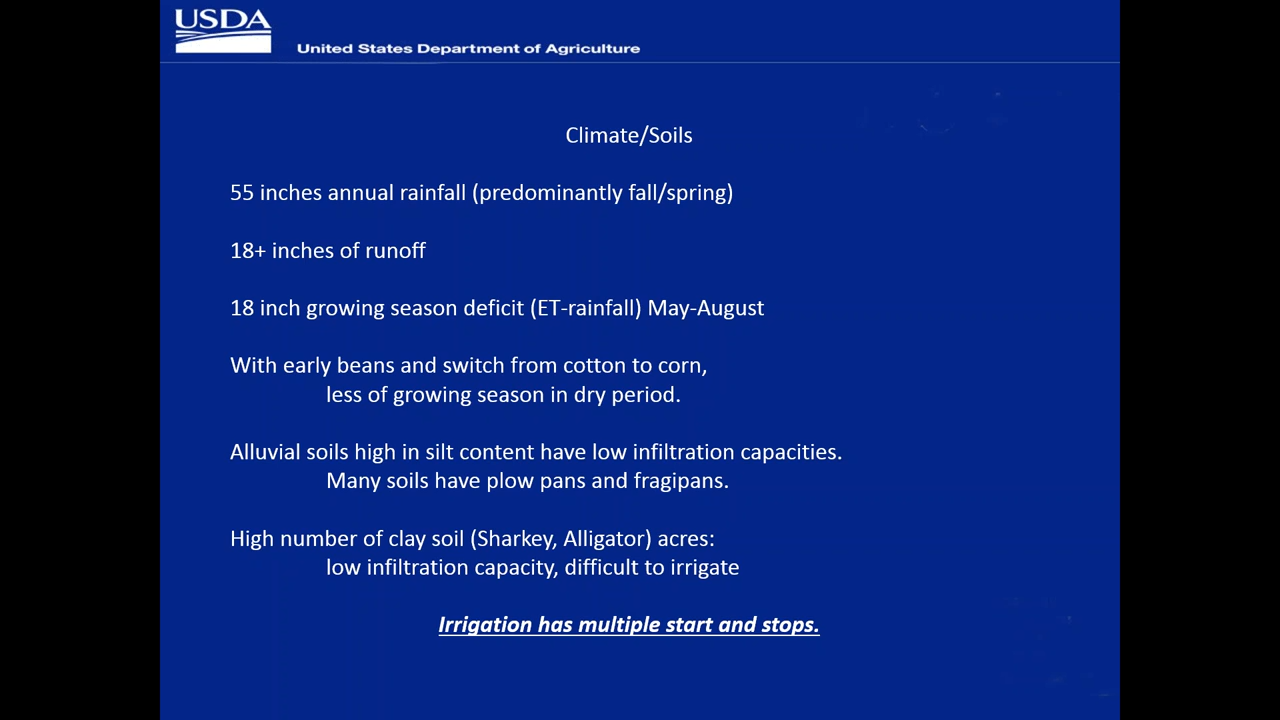 USDA
United States Department of Agriculture
Climate/Soils
55 inches annual rainfall (predominantly fall/spring)
18+ inches of runoff
18 inch growing season deficit (ET-rainfall) May-August
With early beans and switch from cotton to corn,
less of growing season in dry period.
Alluvial soils high in silt content have low infiltration capacities.
Many soils have plow pans and fragipans.
High number of clay soil (Sharkey, Alligator) acres:
low infiltration capacity, difficult to irrigate
Irrigation has multiple start and stops.